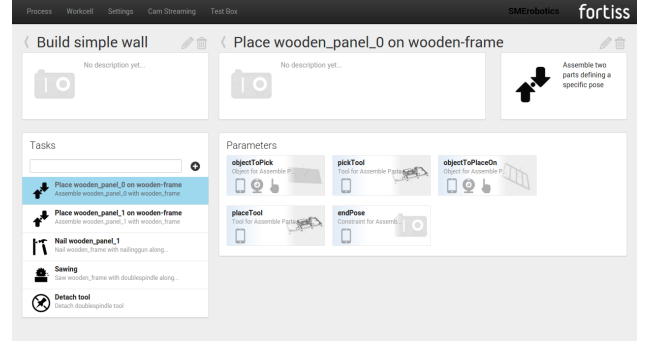 Process Workcell Settings Cam Streaming Test Box SMErobotics fortiss
Build simple wall
No description yet...
Place wooden_panel_0 on wooden-frame
No description yet...
Assemble two
parts defining a
specific pose
Tasks
Place wooden_panel_0 on wooden-frame
Assemble wooden_panel_0 with wooden_frame
Place wooden_panel_1 on wooden-frame
Assemble wooden_panel_1 with wooden_frame
Nail wooden_panel_1
Nail wooden_frame with nailinggun along...
Sawing
Saw wooden_frame with doublespindle along...
Detach tool
Detach doublespindle tool
Parameters
objectToPick
Object for Assemble P...
pickTool
Tool for Assemble Parts
objectToPlaceOn
Object for Assemble P...
placeTool
Tool for Assemble Parts
endPose
Constraint for Assemb...